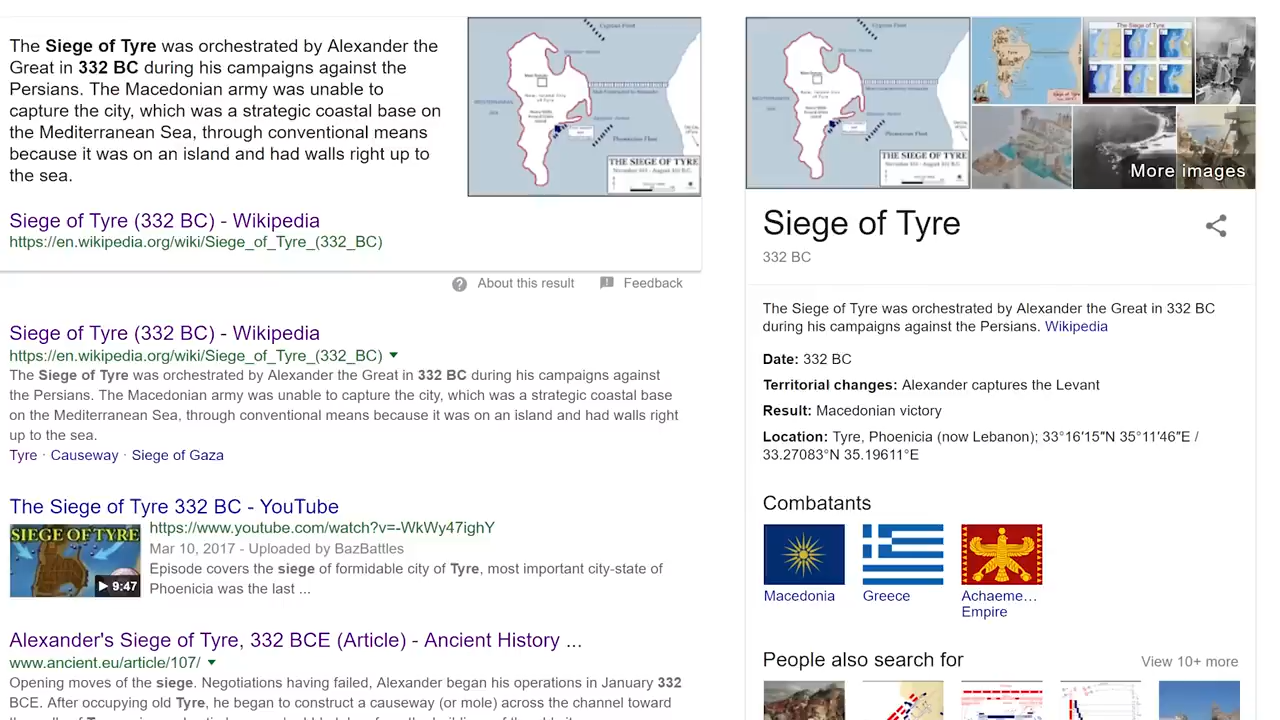 The Siege of Tyre was orchestrated by Alexander the
Great in 332 BC during his campaigns against the
Persians. The Macedonian army was unable to
capture the city, which was a strategic coastal base on
the Mediterranean Sea, through conventional means
because it was on an island and had walls right up to
the sea.
Siege of Tyre (332 BC) - Wikipedia
https://en.wikipedia.org/wiki/Siege_of_Tyre_(332_BC)
THE SIEGE OF TYRE
About this result
Feedback
Siege of Tyre (332 BC) - Wikipedia
https://en.wikipedia.org/wiki/Siege_of_Tyre_(332_BC)
The Siege of Tyre was orchestrated by Alexander the Great in 332 BC during his campaigns against
the Persians. The Macedonian army was unable to capture the city, which was a strategic coastal base
on the Mediterranean Sea, through conventional means because it was on an island and had walls right
up to the sea.
Tyre · Causeway · Siege of Gaza
The Siege of Tyre 332 BC - YouTube
SIEGE OF TYRE
9:47
https://www.youtube.com/watch?v=-WkWy47ighY
Mar 10, 2017 - Uploaded by BazBattles
Episode covers the siege of formidable city of Tyre, most important city-state of
Phoenicia was the last ...
Alexander's Siege of Tyre, 332 BCE (Article) - Ancient History ...
www.ancient.eu/article/107/
Opening moves of the siege. Negotiations having failed, Alexander began his operations in January 332
BCE. After occupying old Tyre, he began to construct a causeway (or mole) across the channel toward
THE SIEGE OF TYRE
The Siege of Tyre
More images
Siege of Tyre
332 BC
The Siege of Tyre was orchestrated by Alexander the Great in 332 BC
during his campaigns against the Persians. Wikipedia
Date: 332 BC
Territorial changes: Alexander captures the Levant
Result: Macedonian victory
Location: Tyre, Phoenicia (now Lebanon); 33°16′15″N 35°11′46″E /
33.27083°N 35.19611°E
Combatants
Macedonia
Greece
Achaeme…
Empire
People also search for
View 10+ more